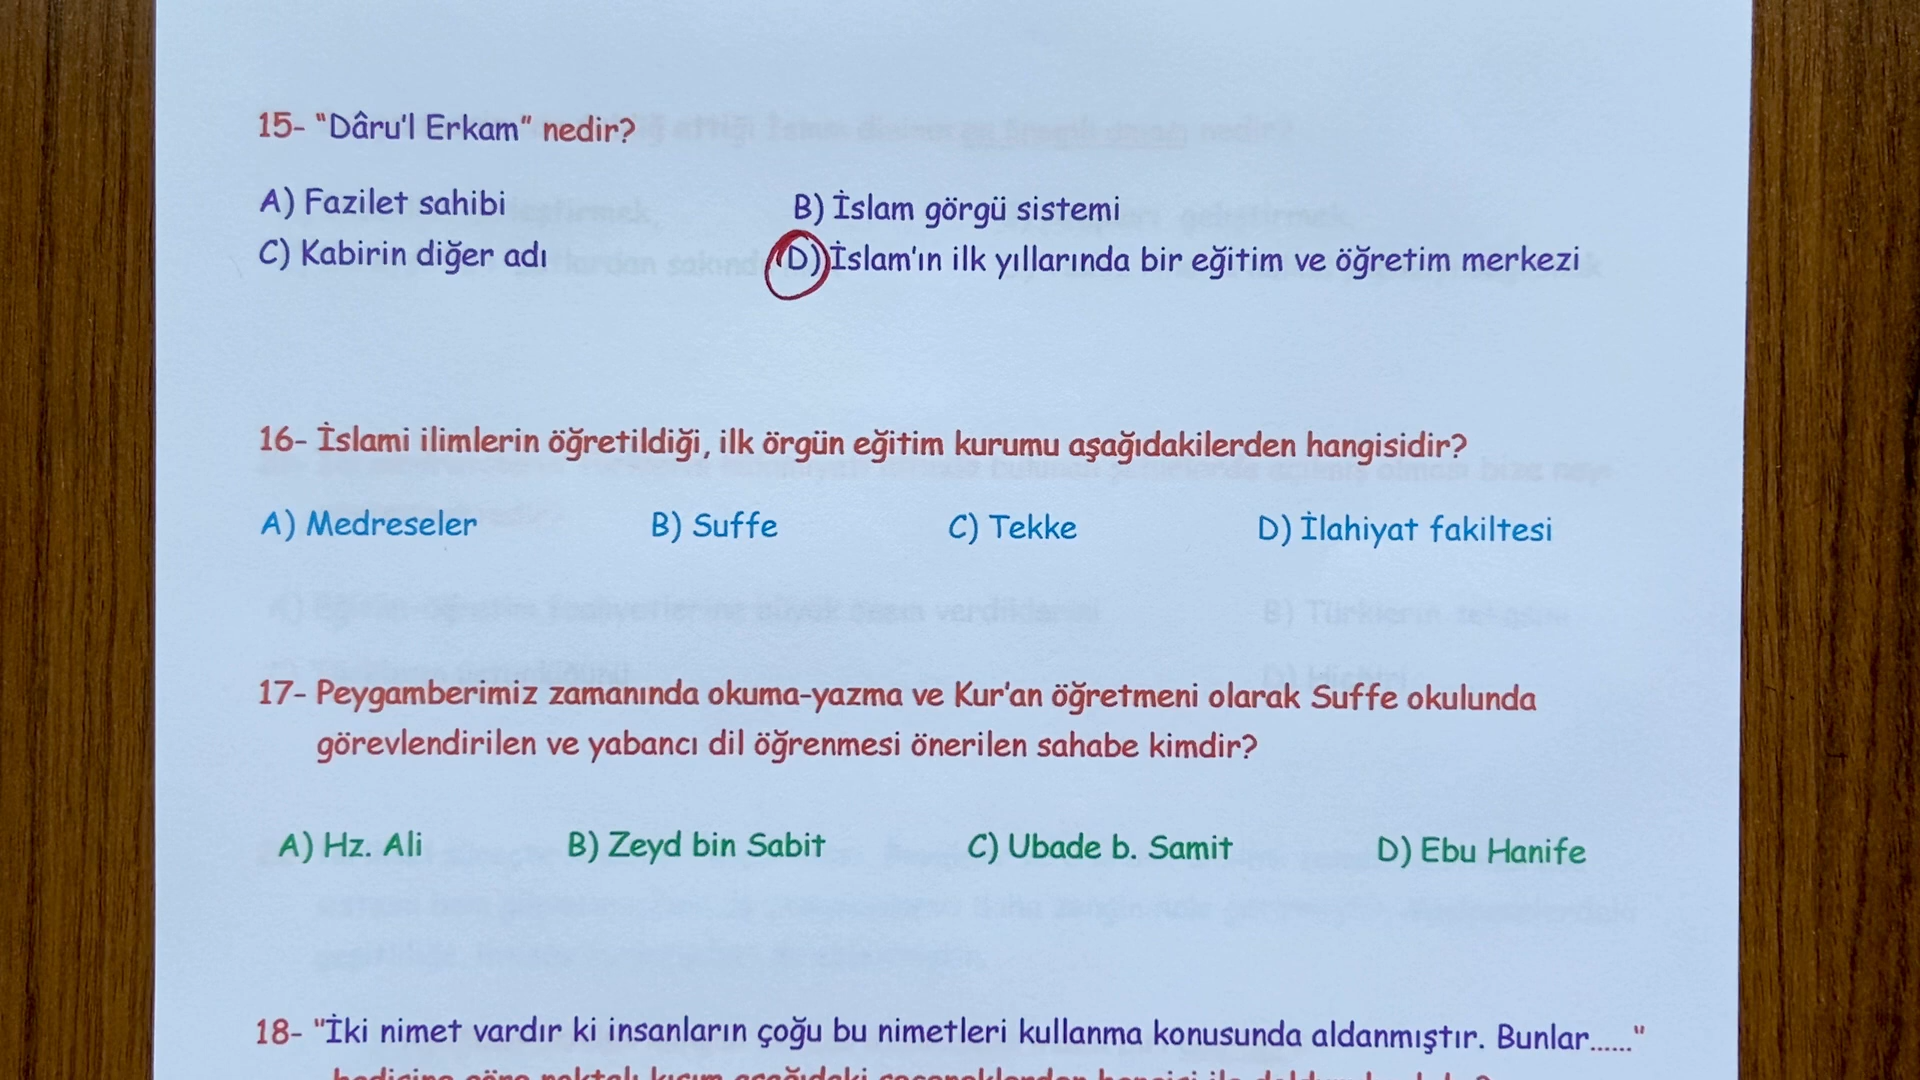 15- "Dâru'l Erkam" nedir?
A) Fazilet sahibi B) İslam görgü sistemi
C) Kabirin diğer adı D) İslam'ın ilk yıllarında bir eğitim ve öğretim merkezi
16- İslami ilimlerin öğretildiği, ilk örgün eğitim kurumu aşağıdakilerden hangisidir?
A) Medreseler B) Suffe C) Tekke D) İlahiyat fakiltesi
17- Peygamberimiz zamanında okuma-yazma ve Kur'an öğretmeni olarak Suffe okulunda
görevlendirilen ve yabancı dil öğrenmesi önerilen sahabe kimdir?
A) Hz. Ali B) Zeyd bin Sabit C) Ubade b. Samit D) Ebu Hanife
18- "İki nimet vardır ki insanların çoğu bu nimetleri kullanma konusunda aldanmıştır. Bunlar......"